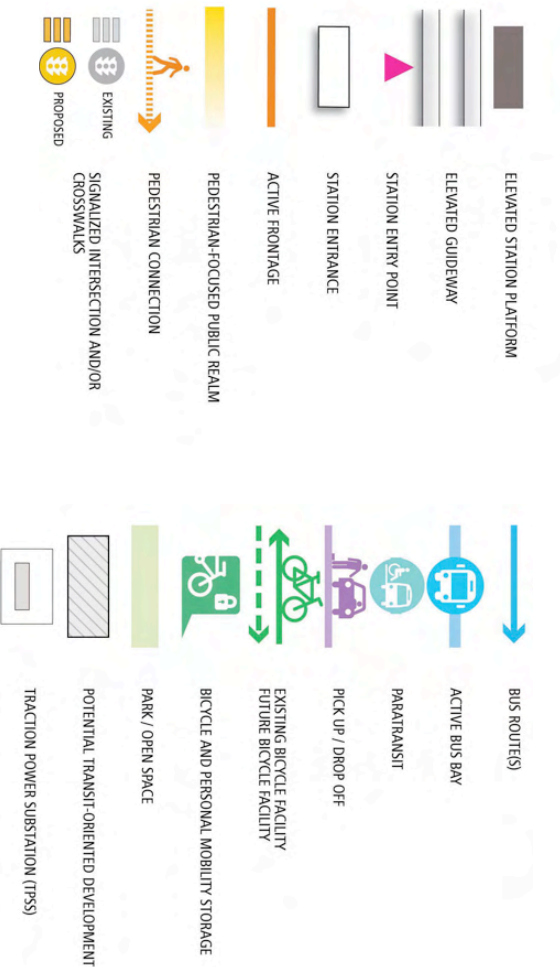 ELEVATED STATION PLATFORM
ELEVATED GUIDEWAY
STATION ENTRY POINT
STATION ENTRANCE
ACTIVE FRONTAGE
PEDESTRIAN-FOCUSED PUBLIC REALM
PEDESTRIAN CONNECTION
EXISTING
PROPOSED
SIGNALIZED INTERSECTION AND/OR
CROSSWALKS
BUS ROUTE(S)
ACTIVE BUS BAY
PARATRANSIT
PICK UP / DROP OFF
EXISTING BICYCLE FACILITY
FUTURE BICYCLE FACILITY
BICYCLE AND PERSONAL MOBILITY STORAGE
PARK / OPEN SPACE
POTENTIAL TRANSIT-ORIENTED DEVELOPMENT
TRACTION POWER SUBSTATION (TPSS)